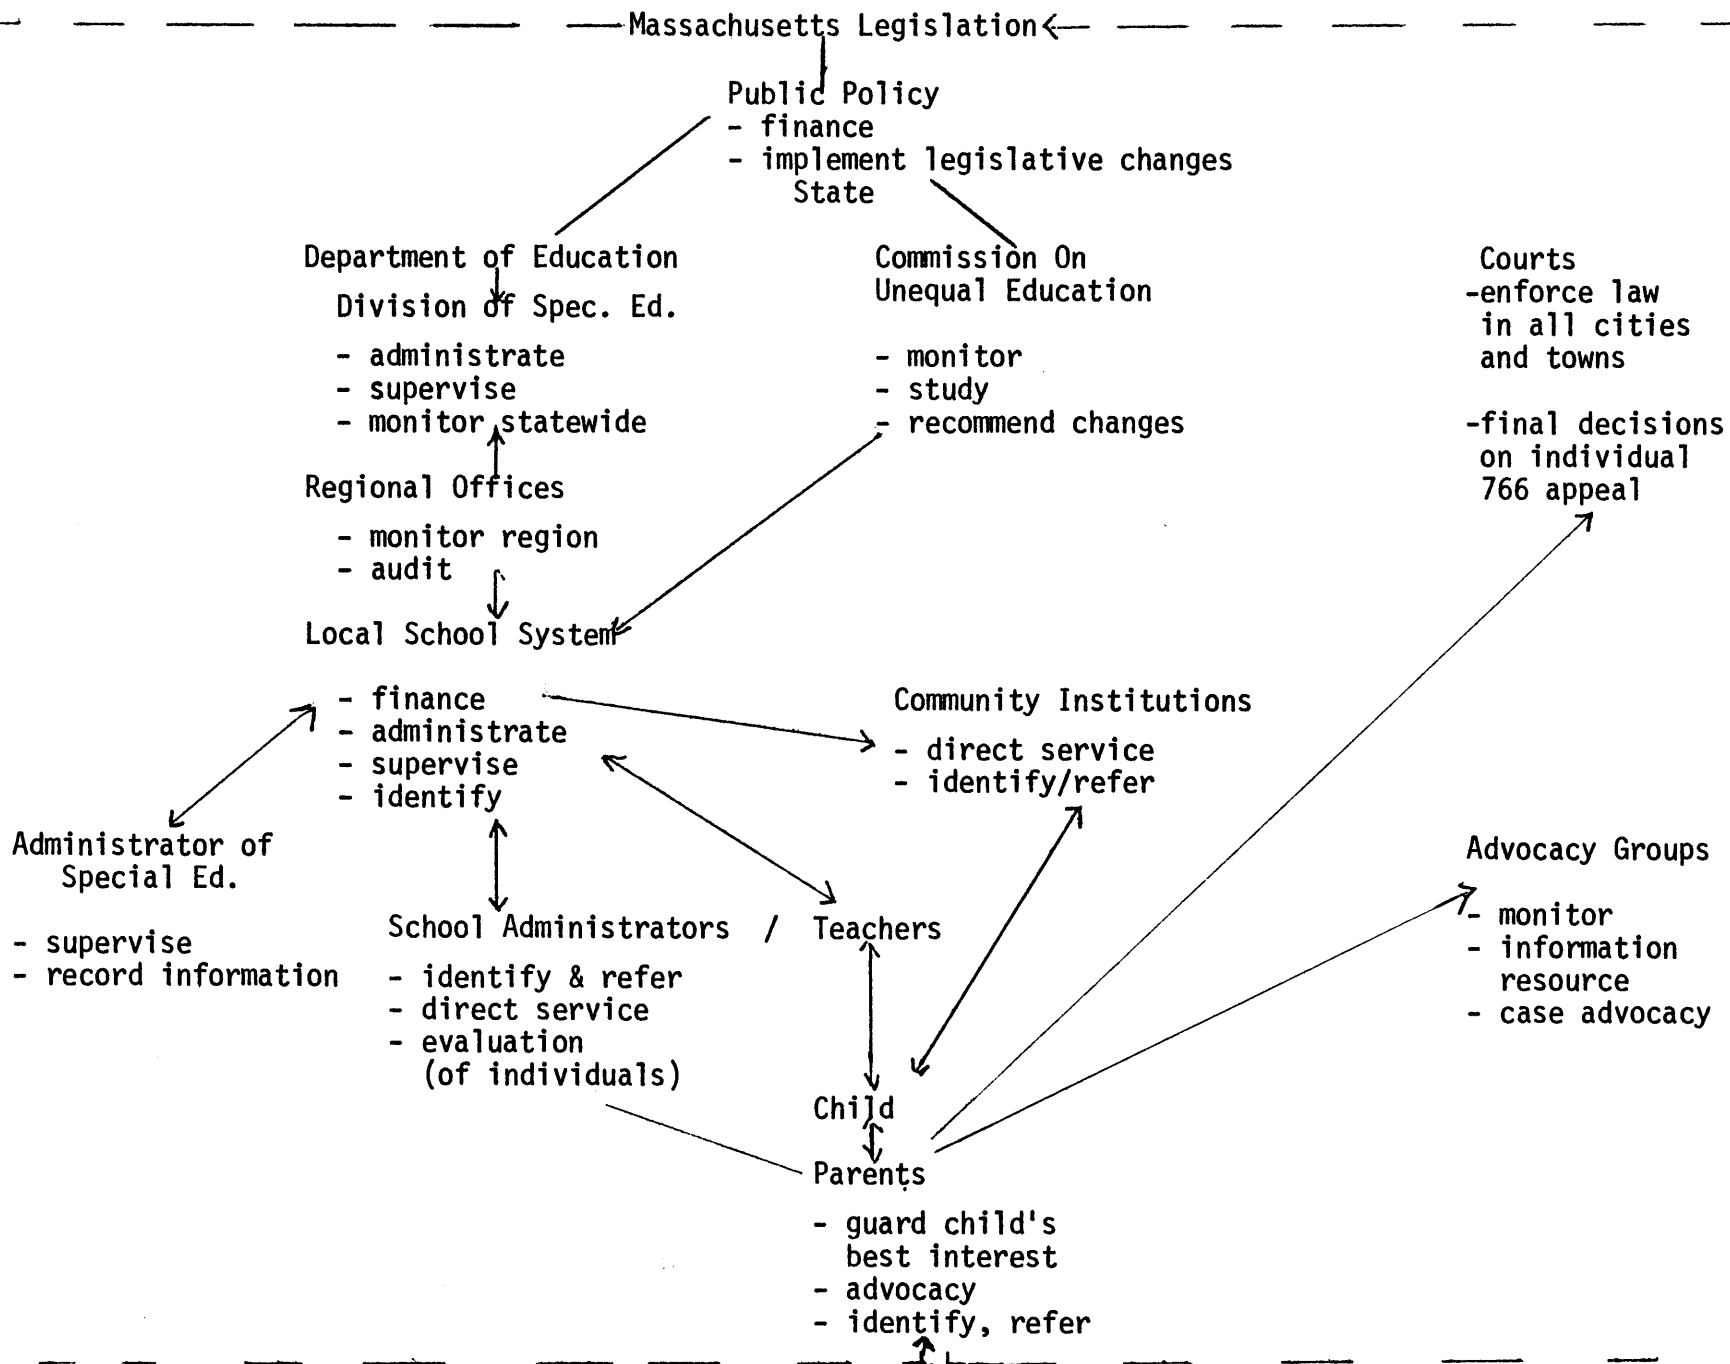 Massachusetts Legislation
Public Policy
- finance
- implement legislative changes
State
Department of Education
Division of Spec. Ed.
- administrate
- supervise
- monitor statewide
Commission On
Unequal Education
- monitor
- study
- recommend changes
Courts
-enforce law
in all cities
and towns
-final decisions
on individual
766 appeal
Regional Offices
- monitor region
- audit
Local School System
- finance
- administrate
- supervise
- identify
Community Institutions
- direct service
- identify/refer
Administrator of
Special Ed.
- supervise
- record information
School Administrators / Teachers
- identify & refer
- direct service
- evaluation
(of individuals)
Advocacy Groups
- monitor
- information
resource
- case advocacy
Child
Parents
- guard child's
best interest
- advocacy
- identify, refer